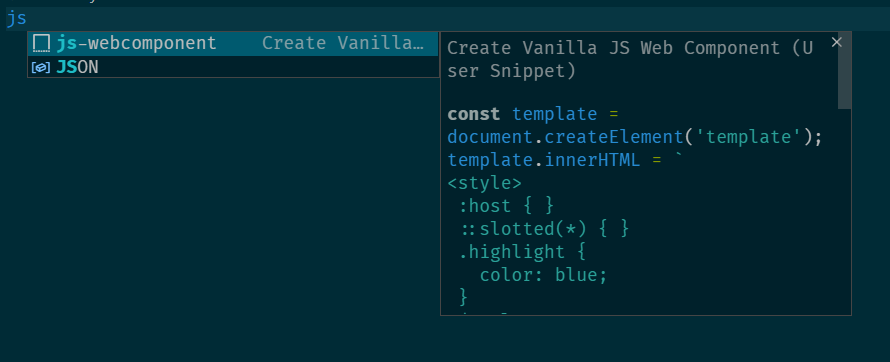 js
js-webcomponent Create Vanilla…
JSON
Create Vanilla JS Web Component (U
ser Snippet)
const template =
document.createElement('template');
template.innerHTML = `
<style>
:host { }
::slotted(*) { }
.highlight {
color: blue;
}